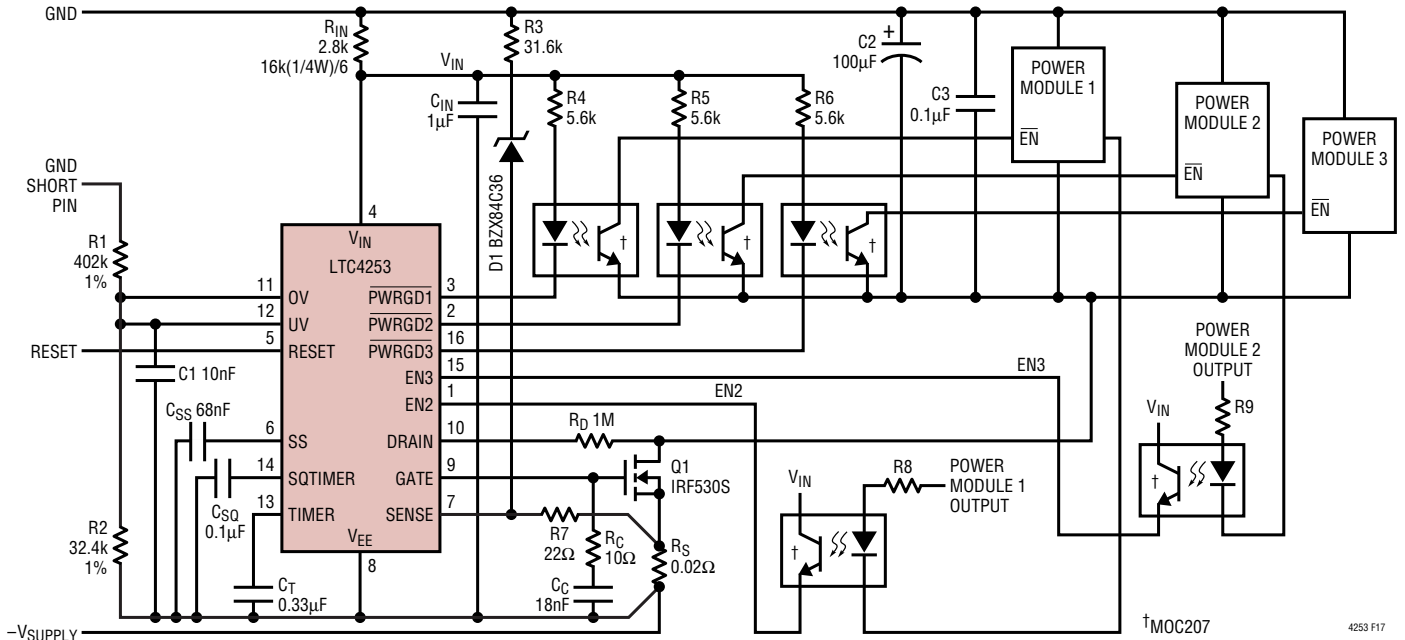 GND
RIN
2.8k
16k(1/4W)/6
R3
31.6k
VIN
CIN
1µF
R4
5.6k
R5
5.6k
R6
5.6k
+
C2
100µF
C3
0.1µF
POWER
MODULE 1
EN
POWER
MODULE 2
EN
POWER
MODULE 3
EN
GND
SHORT
PIN
R1
402k
1%
D1 BZX84C36
†
†
†
4
VIN
LTC4253
11
OV
12
UV
5
RESET
RESET
C1 10nF
CSS 68nF
6
SS
14
SQTIMER
CSQ
0.1µF
13
TIMER
VEE
8
R2
32.4k
1%
CT
0.33µF
3
PWRGD1
2
PWRGD2
16
PWRGD3
15
EN3
EN3
1
EN2
EN2
10
DRAIN
RD 1M
9
GATE
Q1
IRF530S
7
SENSE
R7
22Ω
RC
10Ω
CC
18nF
RS
0.02Ω
VIN
†
R8
POWER
MODULE 1
OUTPUT
POWER
MODULE 2
OUTPUT
VIN
R9
†
–VSUPPLY
†MOC207
4253 F17